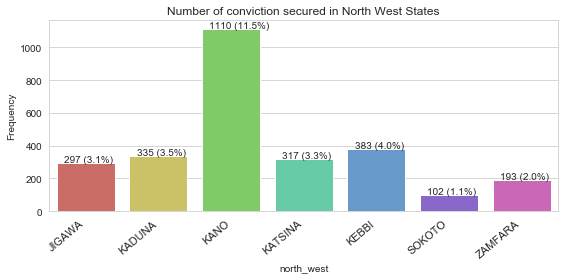 Number of conviction secured in North West States
Frequency
1000
800
600
400
200
0
297 (3.1%)
335 (3.5%)
1110 (11.5%)
317 (3.3%)
383 (4.0%)
102 (1.1%)
193 (2.0%)
JIGAWA
KADUNA
KANO
KATSINA
KEBBI
SOKOTO
ZAMFARA
north_west